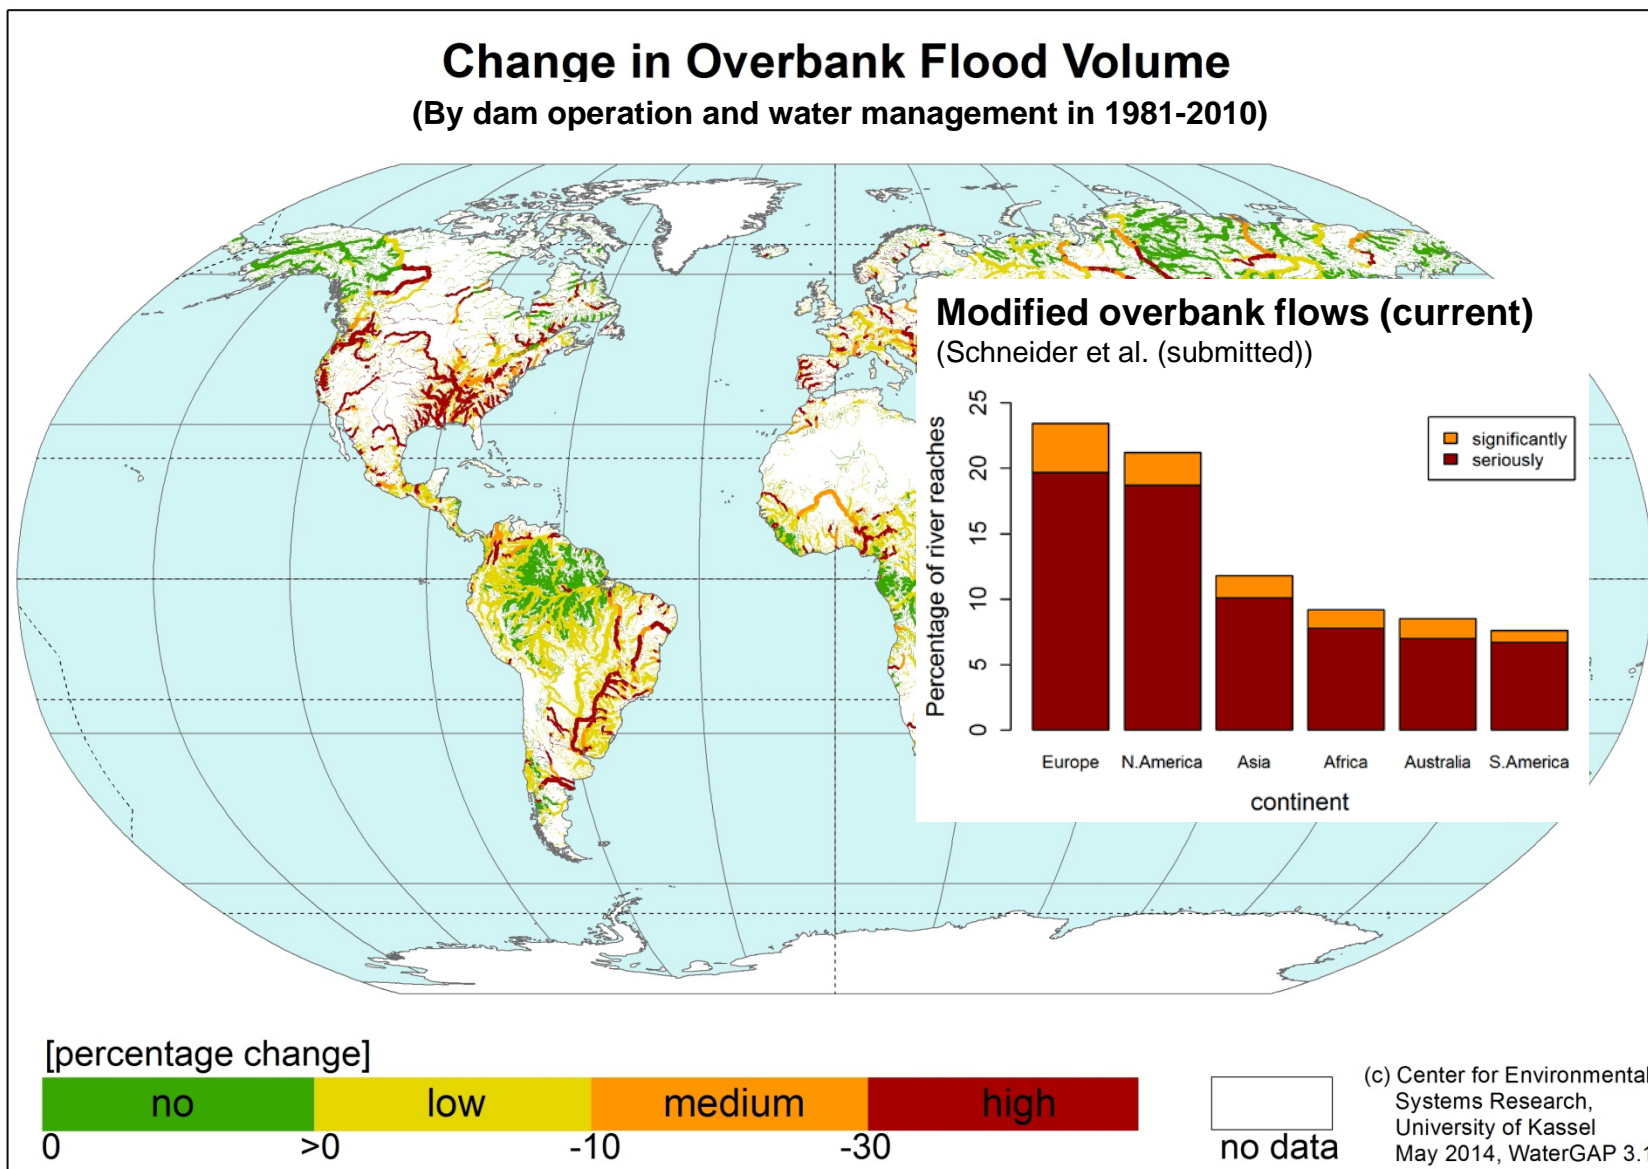 Change in Overbank Flood Volume
(By dam operation and water management in 1981-2010)
Modified overbank flows (current)
(Schneider et al. (submitted))
Percentage of river reaches
25
20
15
10
5
0
significantly
seriously
Europe N.America Asia Africa Australia S.America
continent
[percentage change]
no low medium high
0 >0 -10 -30
no data
(c) Center for Environmental
Systems Research,
University of Kassel
May 2014, WaterGAP 3.1